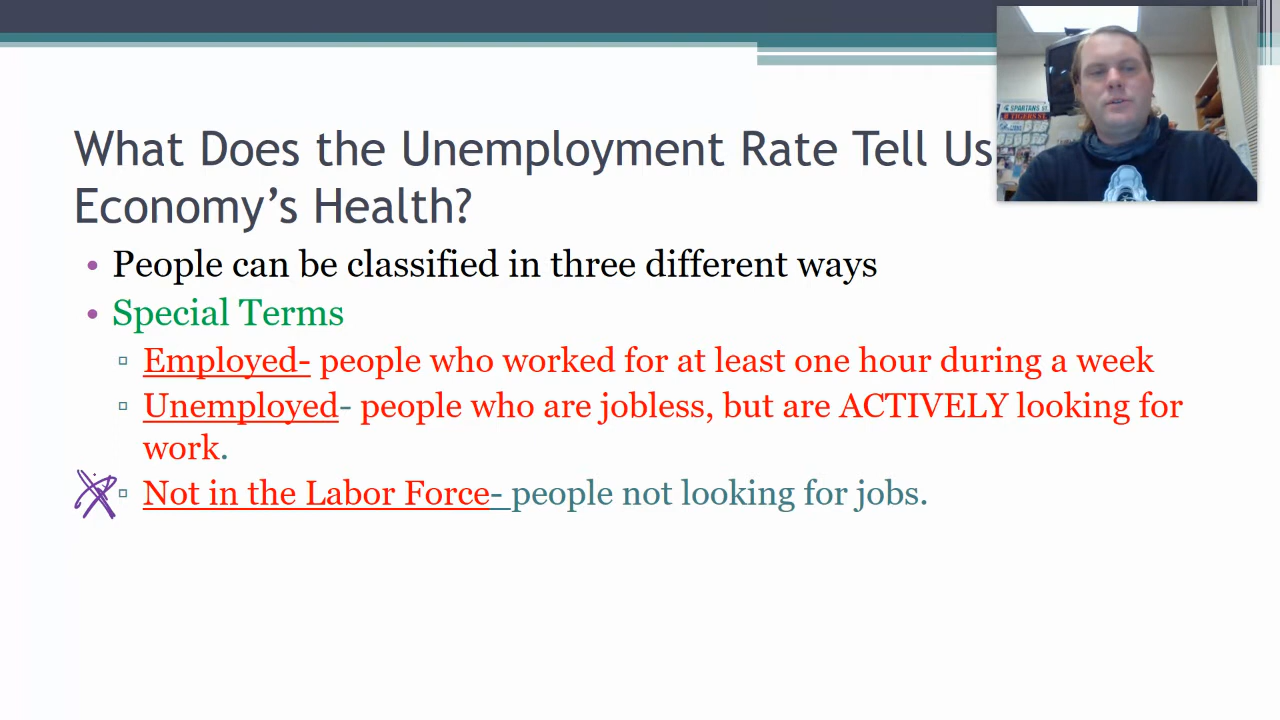 What Does the Unemployment Rate Tell Us
Economy's Health?
• People can be classified in three different ways
• Special Terms
▫ Employed- people who worked for at least one hour during a week
▫ Unemployed- people who are jobless, but are ACTIVELY looking for
work.
▫ Not in the Labor Force- people not looking for jobs.
SPARTANS
TIGERS